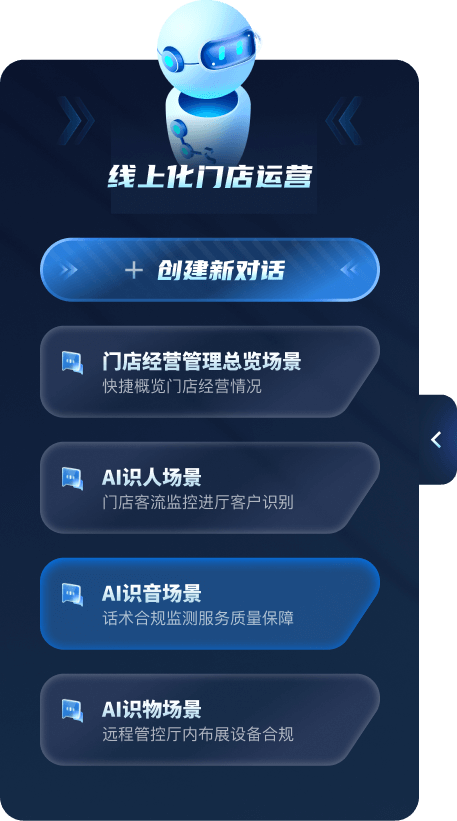 线上化门店运营
+ 创建新对话
门店经营管理总览场景
快捷概览门店经营情况
AI识人场景
门店客流监控进厅客户识别
AI识音场景
话术合规监测服务质量保障
AI识物场景
远程管控厅内布展设备合规